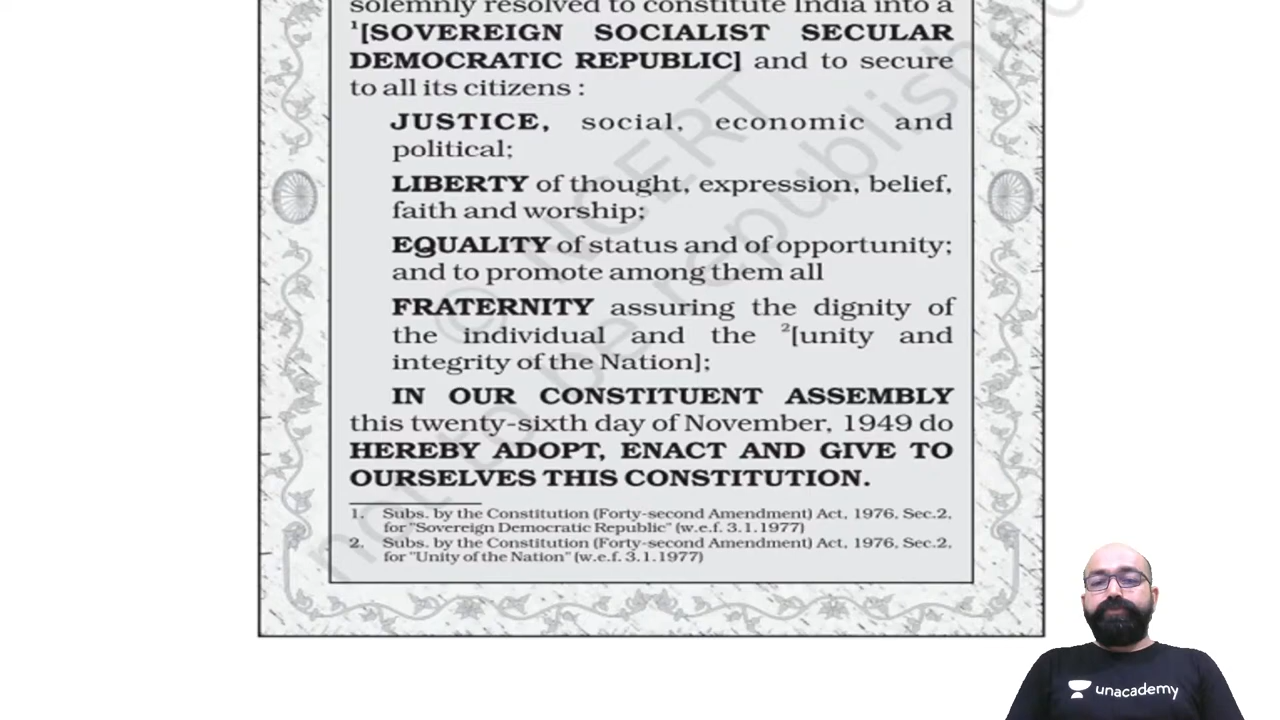 solemnly resolved to constitute India into a
1[SOVEREIGN SOCIALIST SECULAR
DEMOCRATIC REPUBLIC] and to secure
to all its citizens :
JUSTICE, social, economic and
political;
LIBERTY of thought, expression, belief,
faith and worship;
EQUALITY of status and of opportunity;
and to promote among them all
FRATERNITY assuring the dignity of
the individual and the 2[unity and
integrity of the Nation];
IN OUR CONSTITUENT ASSEMBLY
this twenty-sixth day of November, 1949 do
HEREBY ADOPT, ENACT AND GIVE TO
OURSELVES THIS CONSTITUTION.
1. Subs. by the Constitution (Forty-second Amendment) Act, 1976, Sec.2,
for "Sovereign Democratic Republic" (w.e.f. 3.1.1977)
2. Subs. by the Constitution (Forty-second Amendment) Act, 1976, Sec.2,
for "Unity of the Nation" (w.e.f. 3.1.1977)
© NCERT
not to be republish
unacademy